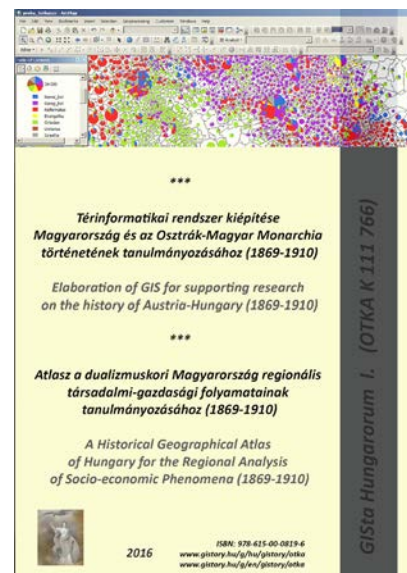 ***
Térinformatikai rendszer kiépítése
Magyarország és az Osztrák-Magyar Monarchia
történetének tanulmányozásához (1869-1910)
Elaboration of GIS for supporting research
on the history of Austria-Hungary (1869-1910)
***
Atlasz a dualizmuskori Magyarország regionális
társadalmi-gazdasági folyamatainak
tanulmányozásához (1869-1910)
A Historical Geographical Atlas
of Hungary for the Regional Analysis
of Socio-economic Phenomena (1869-1910)
2016
ISBN: 978-615-00-0819-6
www.gistory.hu/g/hu/gistory/otka
www.gistory.hu/g/en/gistory/otka
GISta Hungarorum I. (OTKA K 111 766)